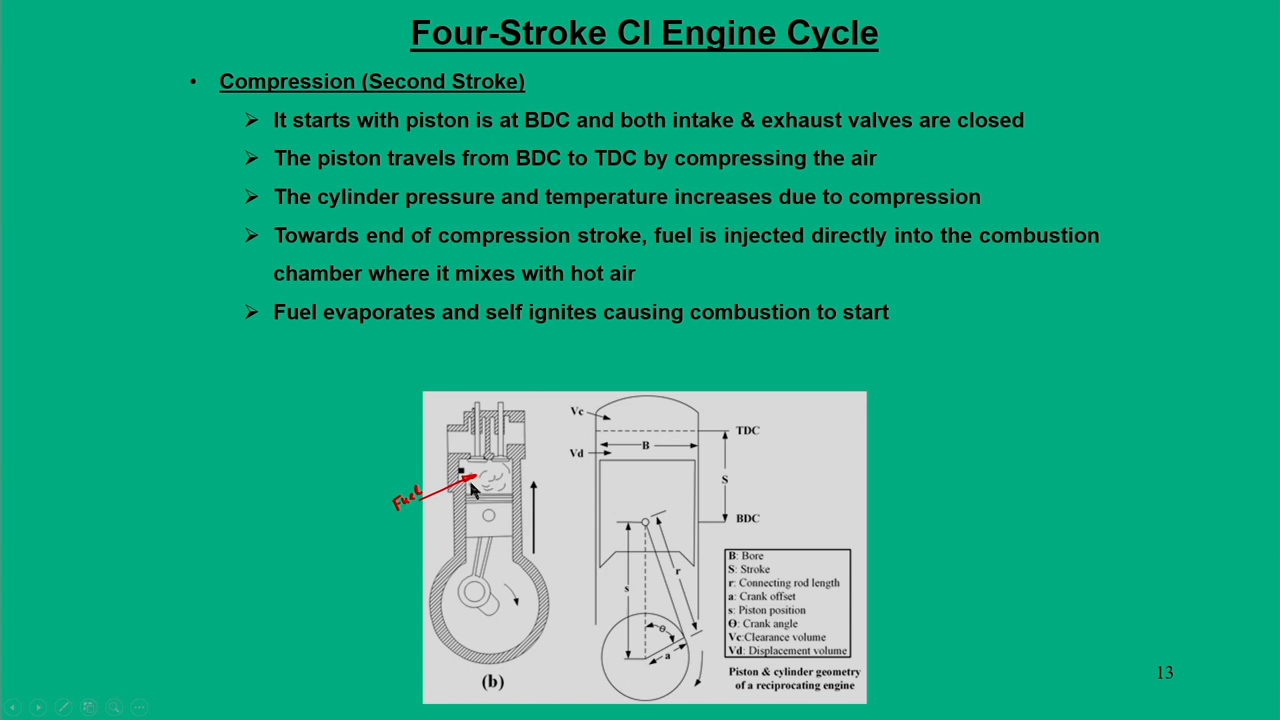 Four-Stroke CI Engine Cycle
• Compression (Second Stroke)
➢ It starts with piston is at BDC and both intake & exhaust valves are closed
➢ The piston travels from BDC to TDC by compressing the air
➢ The cylinder pressure and temperature increases due to compression
➢ Towards end of compression stroke, fuel is injected directly into the combustion
chamber where it mixes with hot air
➢ Fuel evaporates and self ignites causing combustion to start
Fuel
(b)
Vc
TDC
B
Vd
S
BDC
r
s
Θ
a
B: Bore
S: Stroke
r: Connecting rod length
a: Crank offset
s: Piston position
Θ: Crank angle
Vc:Clearance volume
Vd: Displacement volume
Piston & cylinder geometry
of a reciprocating engine
13